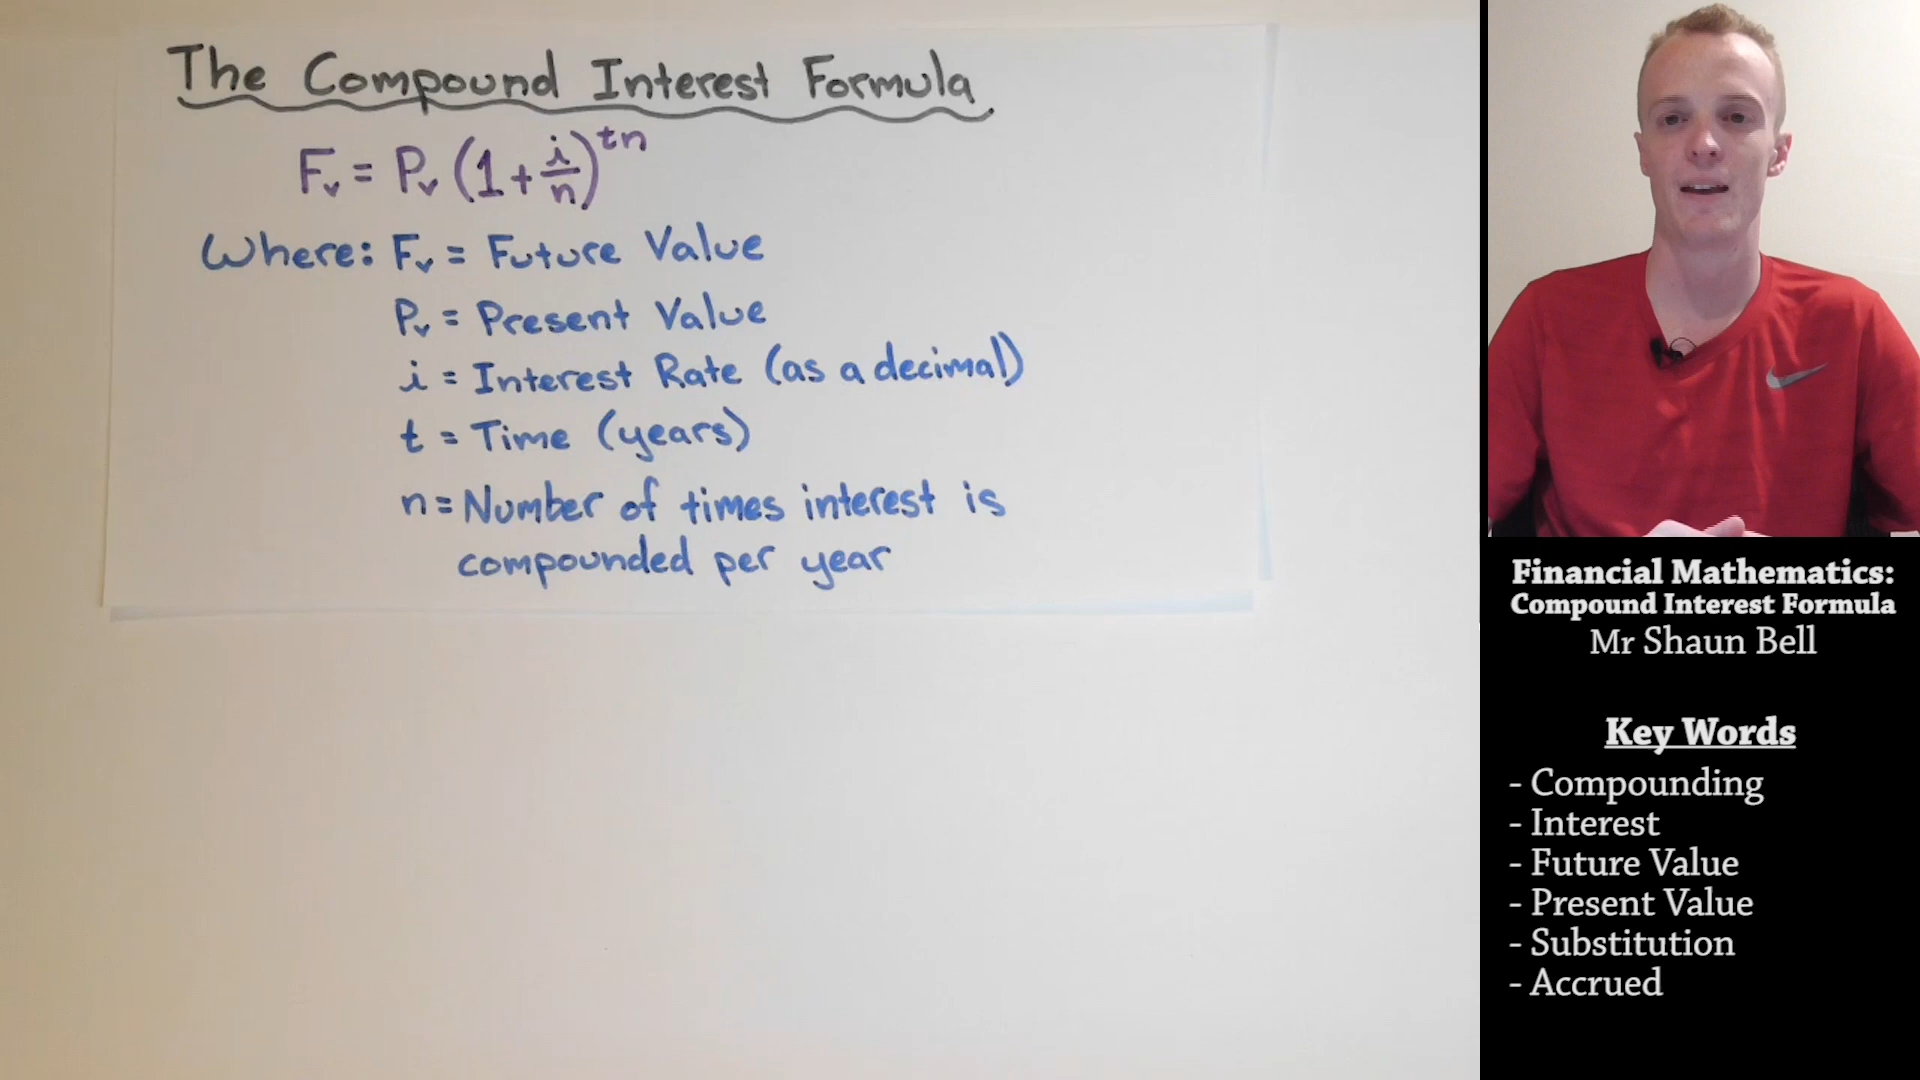 The Compound Interest Formula
Fv = Pv (1 + i/n)^tn
Where: Fv = Future Value
Pv = Present Value
i = Interest Rate (as a decimal)
t = Time (years)
n = Number of times interest is
compounded per year
Financial Mathematics:
Compound Interest Formula
Mr Shaun Bell
Key Words
- Compounding
- Interest
- Future Value
- Present Value
- Substitution
- Accrued